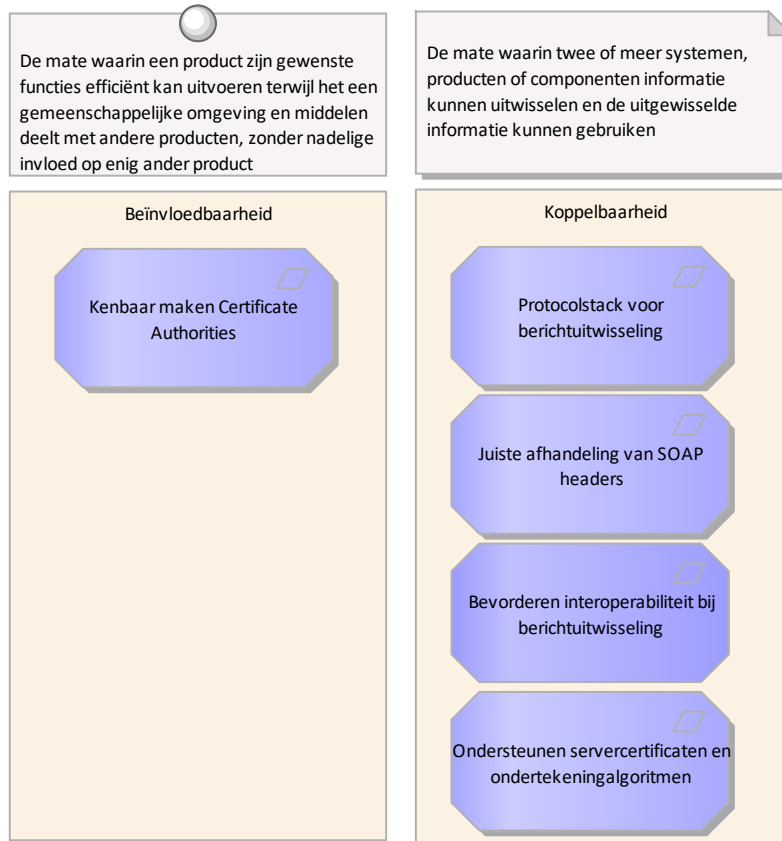 De mate waarin een product zijn gewenste
functies efficiënt kan uitvoeren terwijl het een
gemeenschappelijke omgeving en middelen
deelt met andere producten, zonder nadelige
invloed op enig ander product
De mate waarin twee of meer systemen,
producten of componenten informatie
kunnen uitwisselen en de uitgewisselde
informatie kunnen gebruiken
Beïnvloedbaarheid
Kenbaar maken Certificate
Authorities
Koppelbaarheid
Protocolstack voor
berichtuitwisseling
Juiste afhandeling van SOAP
headers
Bevorderen interoperabiliteit bij
berichtuitwisseling
Ondersteunen servercertificaten en
ondertekeningalgoritmen